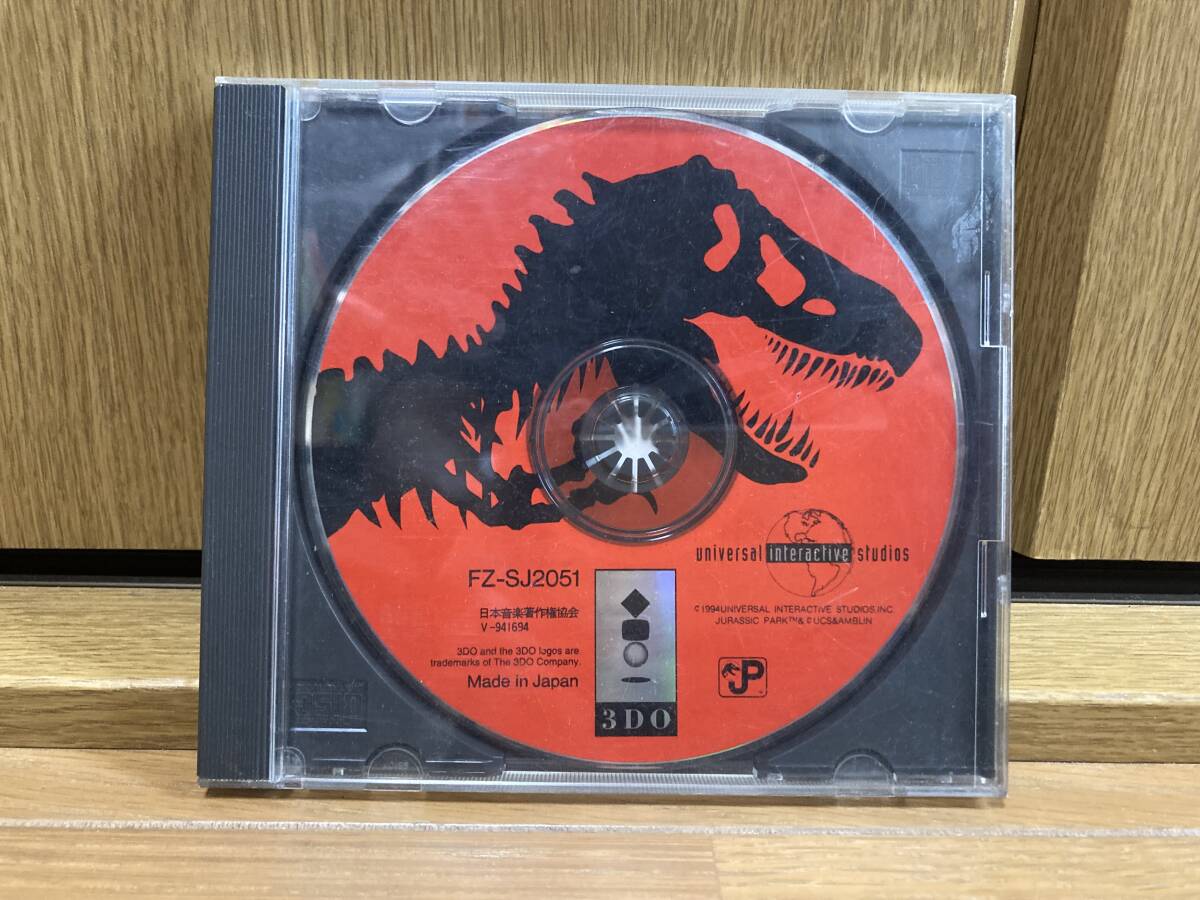 universal interactive studios
FZ-SJ2051
日本音楽著作権協会
V-941694
©1994UNIVERSAL INTERACTIVE STUDIOS,INC.
JURASSIC PARK™& ©UCS&AMBLIN
3DO and the 3DO logos are
trademarks of The 3DO Company.
Made in Japan
3DO
JP